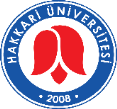 HAKKARİ ÜNİVERSİTESİ
• 2008 •